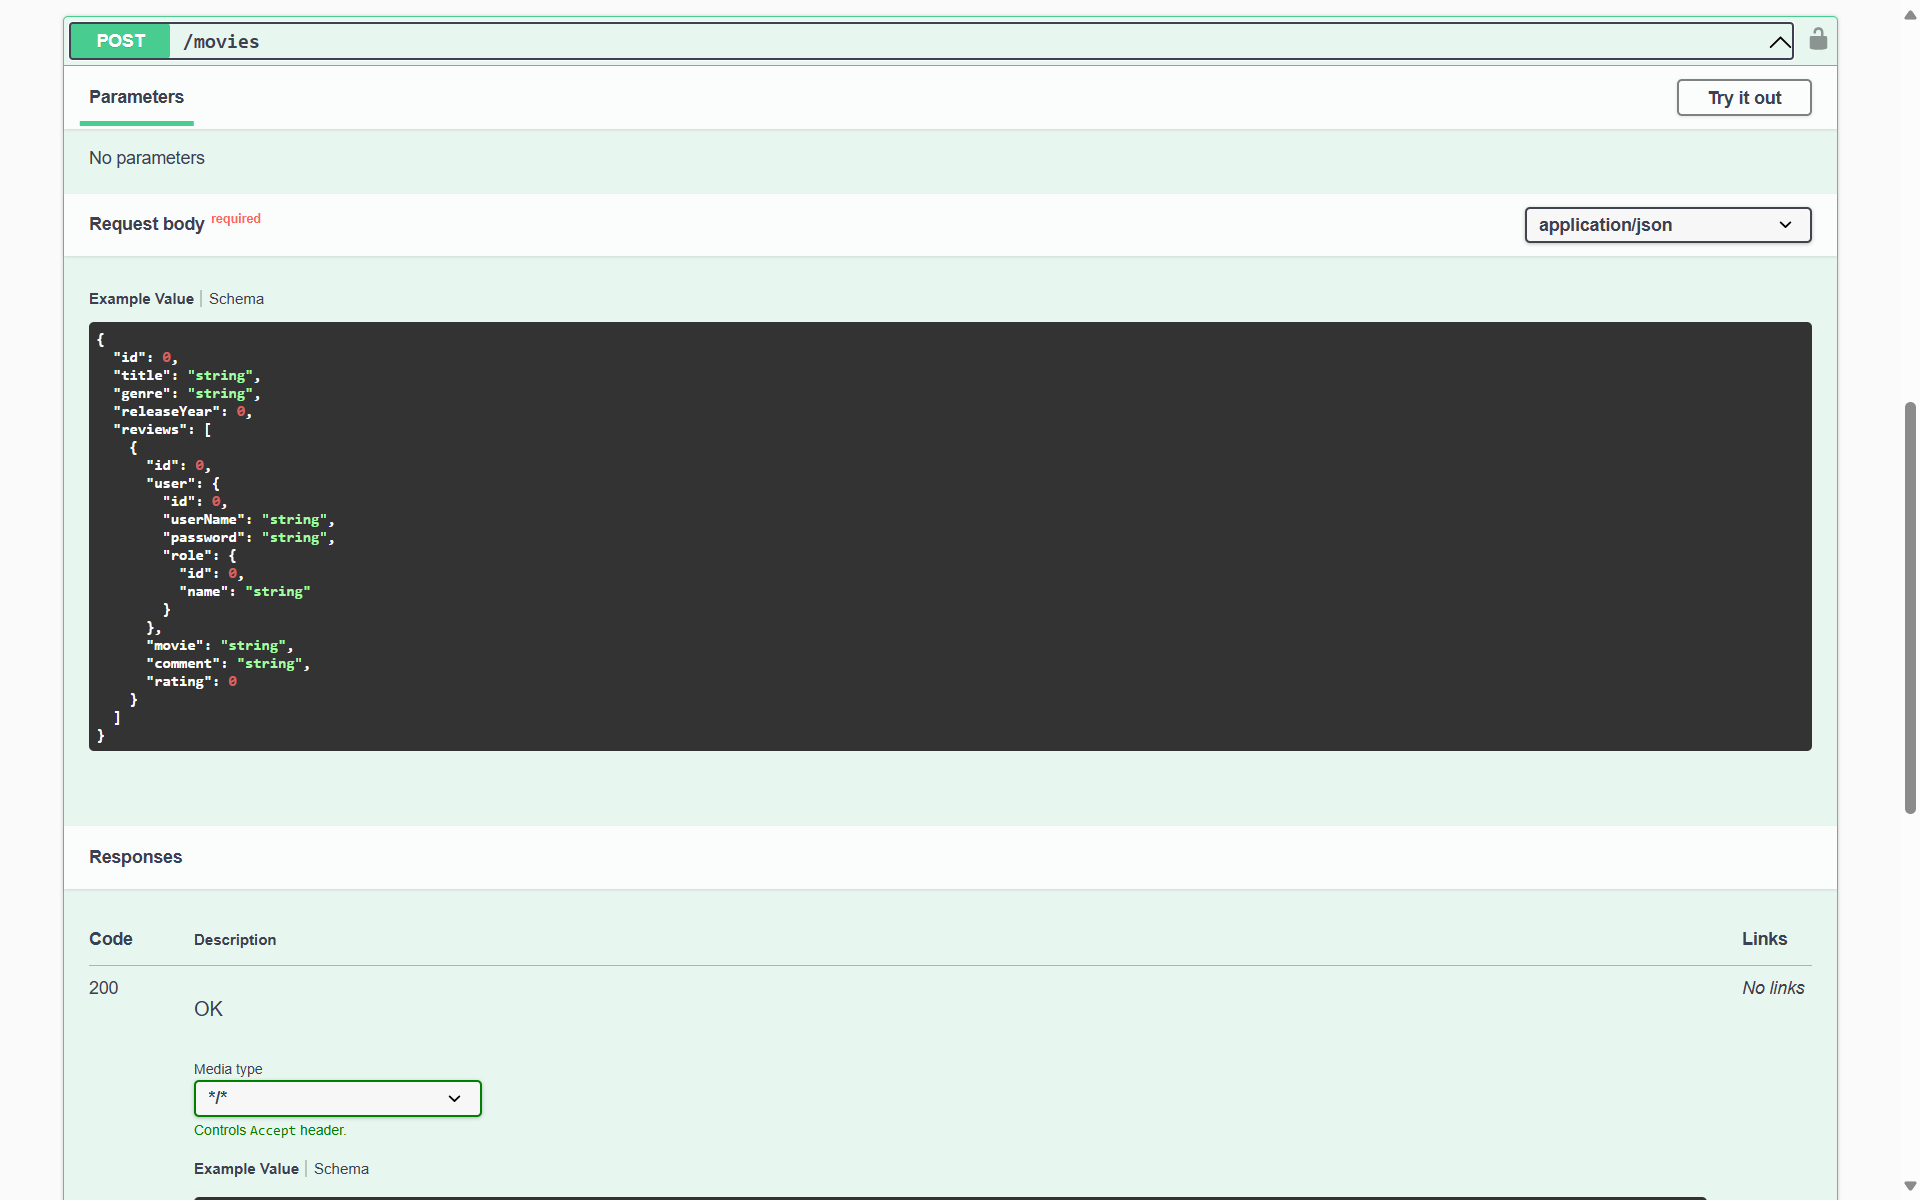 POST /movies
Parameters
Try it out
No parameters
Request body required
application/json
Example Value | Schema
{
  "id": 0,
  "title": "string",
  "genre": "string",
  "releaseYear": 0,
  "reviews": [
    {
      "id": 0,
      "user": {
        "id": 0,
        "userName": "string",
        "password": "string",
        "role": {
          "id": 0,
          "name": "string"
        }
      },
      "movie": "string",
      "comment": "string",
      "rating": 0
    }
  ]
}
Responses
Code Description Links
200 OK No links
Media type
*/*
Controls Accept header.
Example Value | Schema